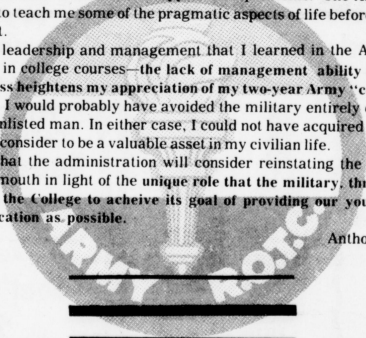 to teach me some of the pragmatic aspects of life before
t.
leadership and management that I learned in the A
in college courses—the lack of management ability
ss heightens my appreciation of my two-year Army “c
I would probably have avoided the military entirely o
nlisted man. In either case, I could not have acquired
consider to be a valuable asset in my civilian life.
hat the administration will consider reinstating the
mouth in light of the unique role that the military, thr
the College to acheive its goal of providing our you
cation as possible.
Antho
ARMY R.O.T.C.